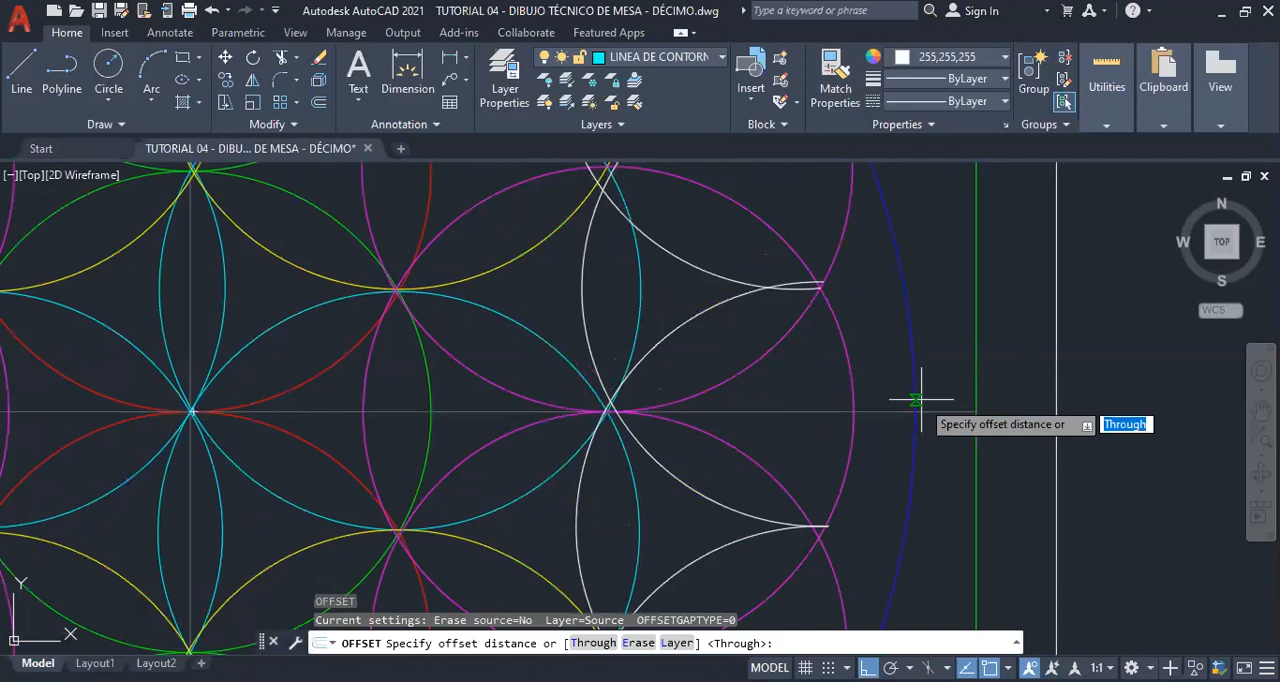 Autodesk AutoCAD 2021 TUTORIAL 04 - DIBUJO TÉCNICO DE MESA - DÉCIMO.dwg Type a keyword or phrase Sign In
Home Insert Annotate Parametric View Manage Output Add-ins Collaborate Express Featured Apps
Line Polyline Circle Arc Text Dimension Layer Properties LINEA DE CONTORN Insert Match Properties 255,255,255 ByLayer ByLayer Group Utilities Clipboard View
Draw Modify Annotation Layers Block Properties Groups
Start TUTORIAL 04 - DIBU... DE MESA - DÉCIMO*
[−][Top][2D Wireframe]
N
W TOP E
S
WCS
Specify offset distance or Through
Y
X
OFFSET
Current settings: Erase source=No Layer=Source OFFSETGAPTYPE=0
OFFSET Specify offset distance or [Through Erase Layer] <Through>:
Model Layout1 Layout2 MODEL 1:1